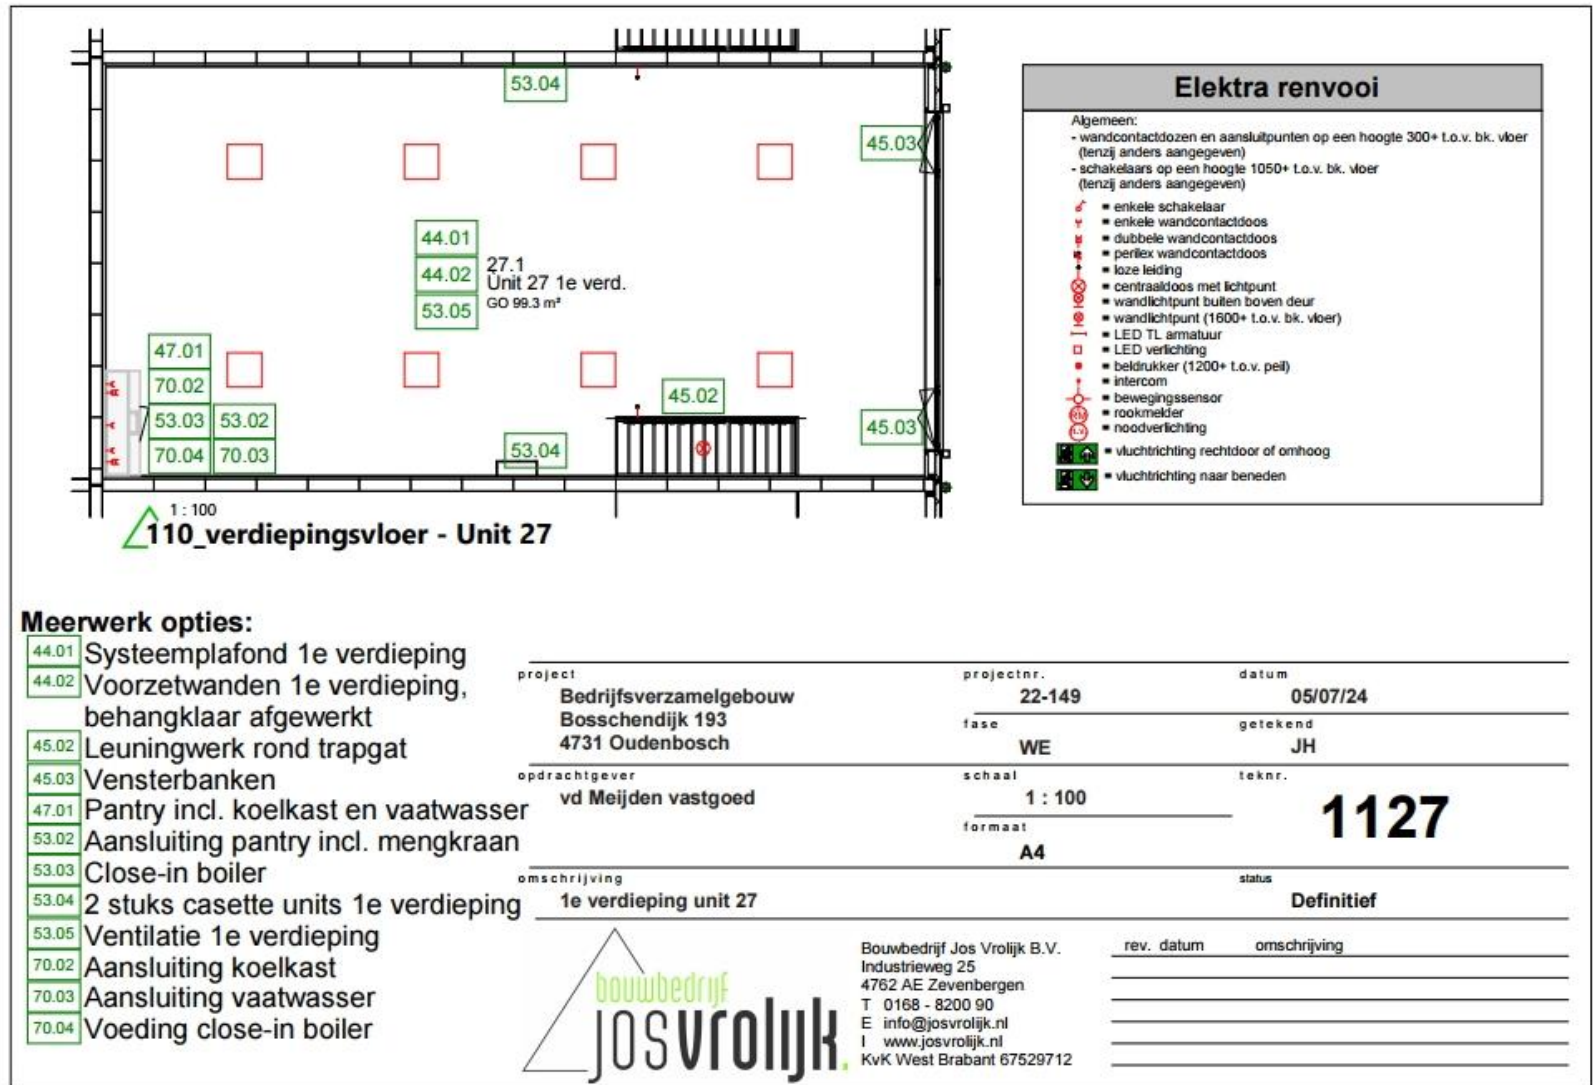 53.04
45.03
44.01
44.02
53.05
27.1
Unit 27 1e verd.
GO 99.3 m²
47.01
70.02
53.03 53.02
70.04 70.03
53.04
45.02
45.03
1 : 100
110_verdiepingsvloer - Unit 27
Elektra renvooi
Algemeen:
- wandcontactdozen en aansluitpunten op een hoogte 300+ t.o.v. bk. vloer
(tenzij anders aangegeven)
- schakelaars op een hoogte 1050+ t.o.v. bk. vloer
(tenzij anders aangegeven)
= enkele schakelaar
= enkele wandcontactdoos
= dubbele wandcontactdoos
= perilex wandcontactdoos
= loze leiding
= centraaldoos met lichtpunt
= wandlichtpunt buiten boven deur
= wandlichtpunt (1600+ t.o.v. bk. vloer)
= LED TL armatuur
= LED verlichting
= beldrukker (1200+ t.o.v. peil)
= intercom
= bewegingssensor
RM = rookmelder
= noodverlichting
= vluchtrichting rechtdoor of omhoog
= vluchtrichting naar beneden
Meerwerk opties:
44.01 Systeemplafond 1e verdieping
44.02 Voorzetwanden 1e verdieping,
behangklaar afgewerkt
45.02 Leuningwerk rond trapgat
45.03 Vensterbanken
47.01 Pantry incl. koelkast en vaatwasser
53.02 Aansluiting pantry incl. mengkraan
53.03 Close-in boiler
53.04 2 stuks casette units 1e verdieping
53.05 Ventilatie 1e verdieping
70.02 Aansluiting koelkast
70.03 Aansluiting vaatwasser
70.04 Voeding close-in boiler
project
Bedrijfsverzamelgebouw
Bosschendijk 193
4731 Oudenbosch
projectnr.
22-149
datum
05/07/24
fase
WE
getekend
JH
opdrachtgever
vd Meijden vastgoed
schaal
1 : 100
teknr.
1127
formaat
A4
omschrijving
1e verdieping unit 27
status
Definitief
bouwbedrijf
josvrolijk.
Bouwbedrijf Jos Vrolijk B.V.
Industrieweg 25
4762 AE Zevenbergen
T 0168 - 8200 90
E info@josvrolijk.nl
I www.josvrolijk.nl
KvK West Brabant 67529712
rev. datum omschrijving